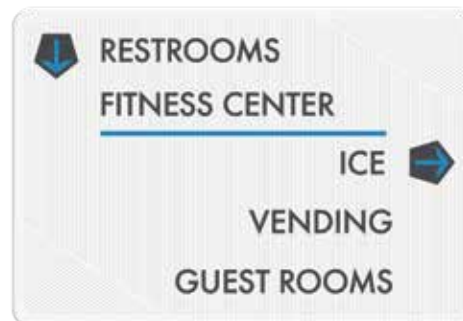 RESTROOMS
FITNESS CENTER
ICE
VENDING
GUEST ROOMS